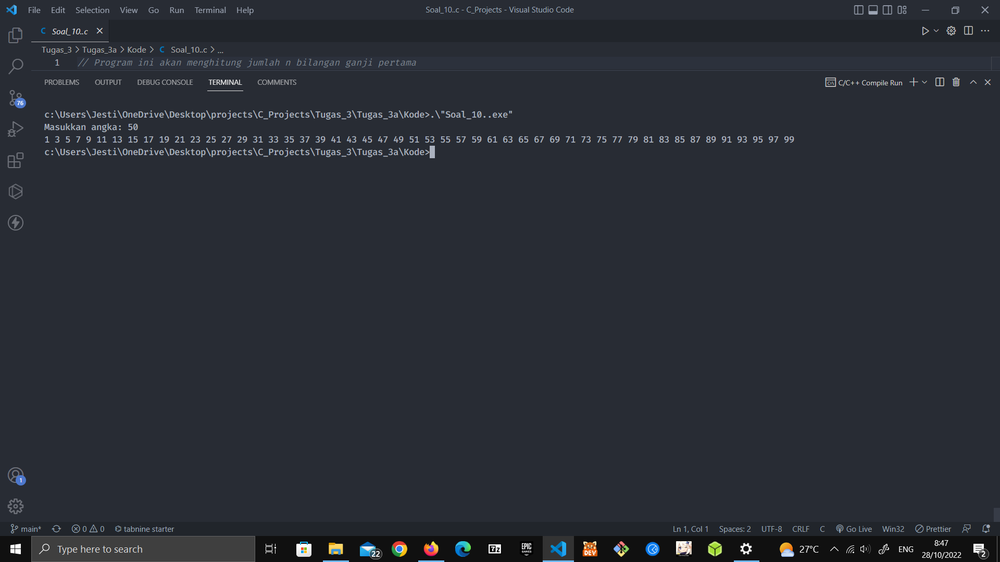 File Edit Selection View Go Run Terminal Help
Soal_10..c - C_Projects - Visual Studio Code
C Soal_10..c
Tugas_3 > Tugas_3a > Kode > C Soal_10..c > ...
1 // Program ini akan menghitung jumlah n bilangan ganji pertama
PROBLEMS OUTPUT DEBUG CONSOLE TERMINAL COMMENTS
C/C++ Compile Run
c:\Users\Jesti\OneDrive\Desktop\projects\C_Projects\Tugas_3\Tugas_3a\Kode>.\"Soal_10..exe"
Masukkan angka: 50
1 3 5 7 9 11 13 15 17 19 21 23 25 27 29 31 33 35 37 39 41 43 45 47 49 51 53 55 57 59 61 63 65 67 69 71 73 75 77 79 81 83 85 87 89 91 93 95 97 99
c:\Users\Jesti\OneDrive\Desktop\projects\C_Projects\Tugas_3\Tugas_3a\Kode>
76
1
main* 0 0 tabnine starter
Ln 1, Col 1 Spaces: 2 UTF-8 CRLF C Go Live Win32 Prettier
Type here to search
22
7z
EPIC GAMES
DEV
27°C
ENG
8:47
28/10/2022
2